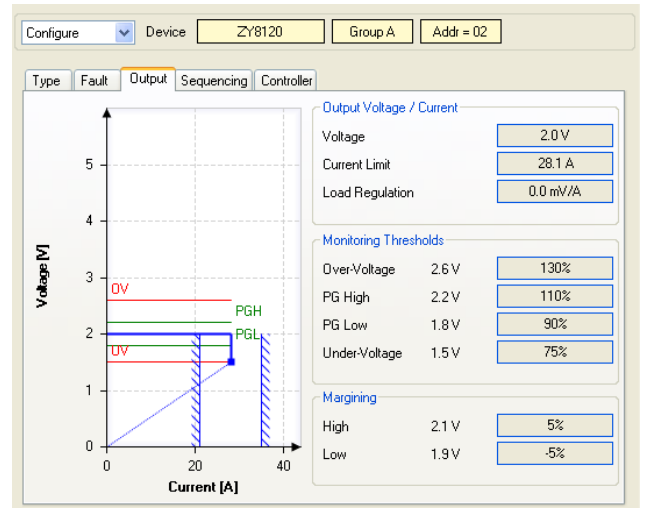 Configure Device ZY8120 Group A Addr = 02
Type Fault Output Sequencing Controller
Output Voltage / Current
Voltage 2.0 V
Current Limit 28.1 A
Load Regulation 0.0 mV/A
Monitoring Thresholds
Over-Voltage 2.6 V 130%
PG High 2.2 V 110%
PG Low 1.8 V 90%
Under-Voltage 1.5 V 75%
Margining
High 2.1 V 5%
Low 1.9 V -5%
Voltage [V]
5
4
3
2
1
0
OV
PGH
PGL
UV
0 20 40
Current [A]